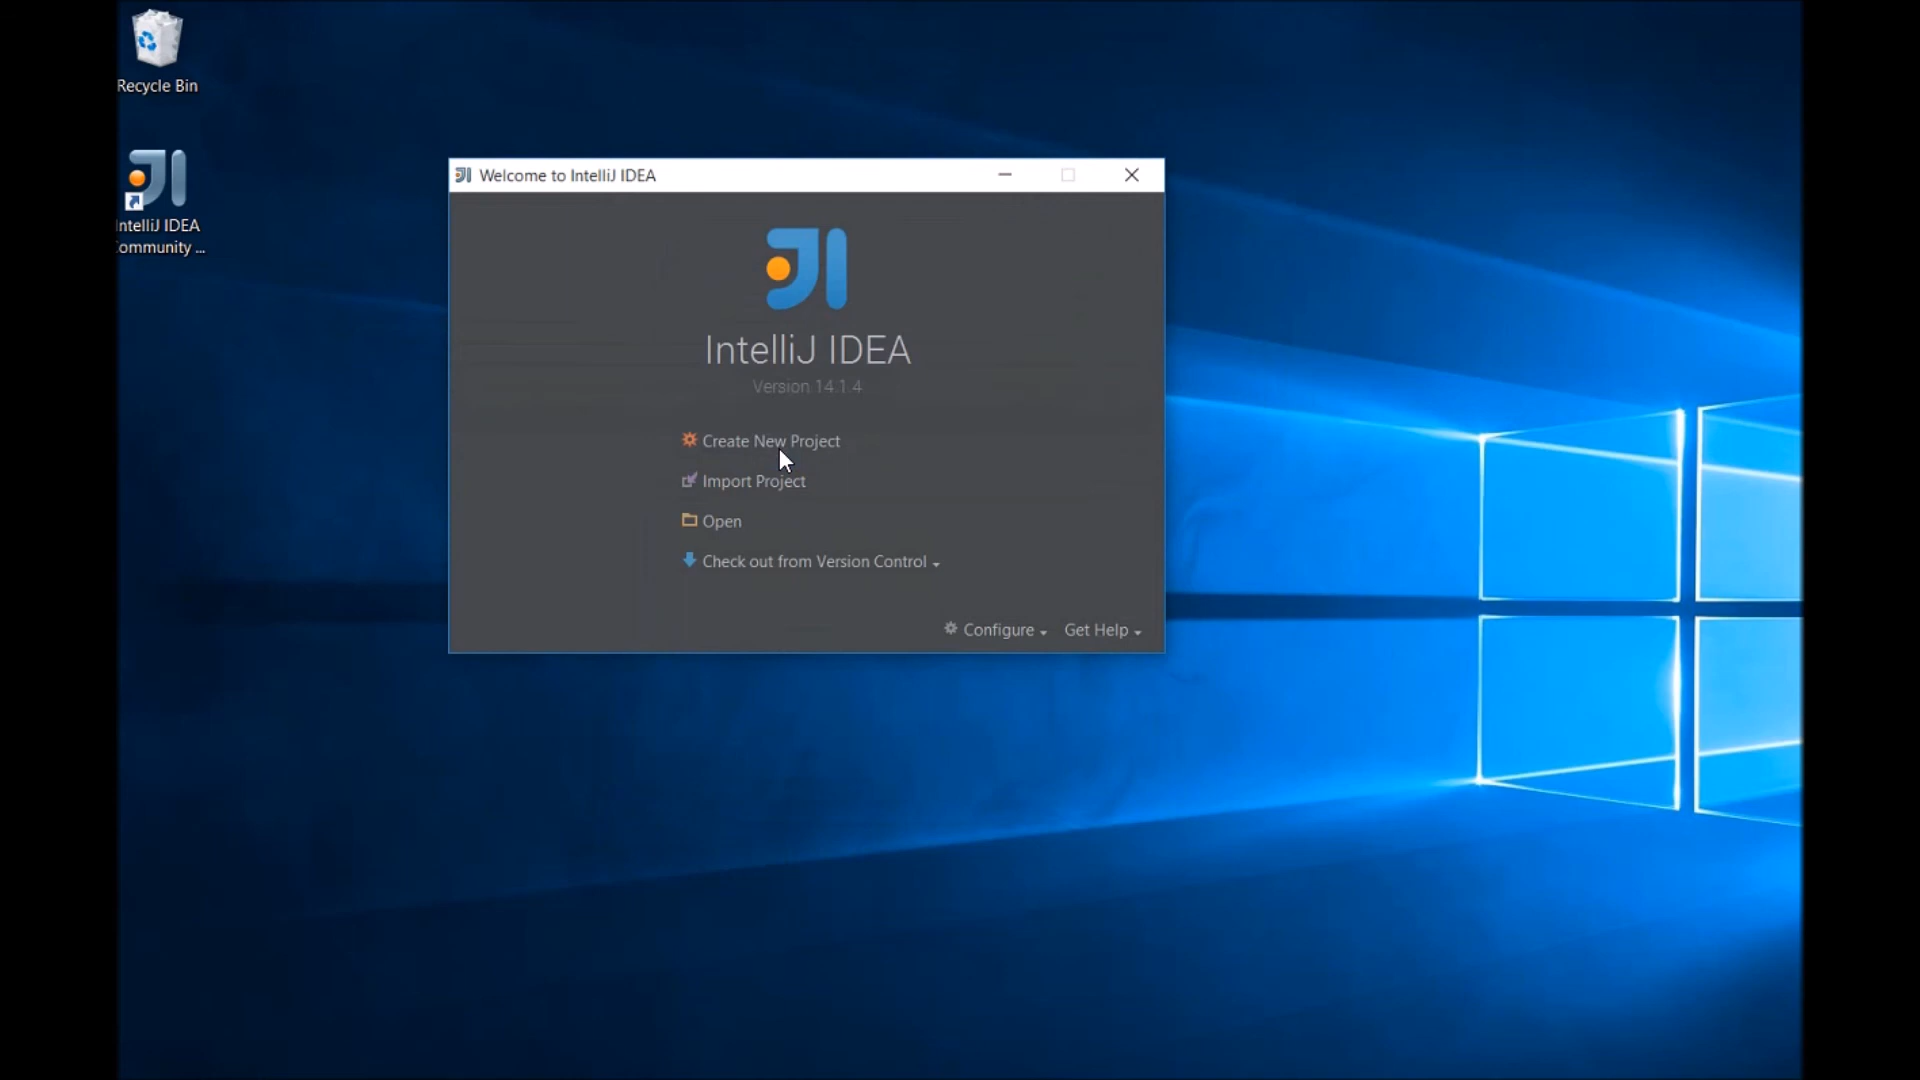 Recycle Bin
IntelliJ IDEA
Community ...
Welcome to IntelliJ IDEA
IntelliJ IDEA
Version 14.1.4
Create New Project
Import Project
Open
Check out from Version Control
Configure
Get Help